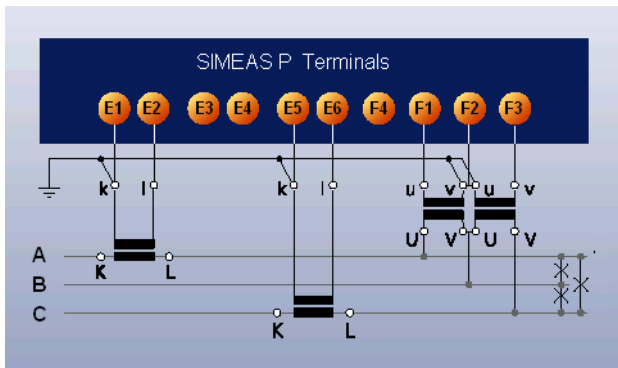 SIMEAS P Terminals
E1 E2 E3 E4 E5 E6 F4 F1 F2 F3
k l k l u v u v
U V U V
A
K L
B
C
K L